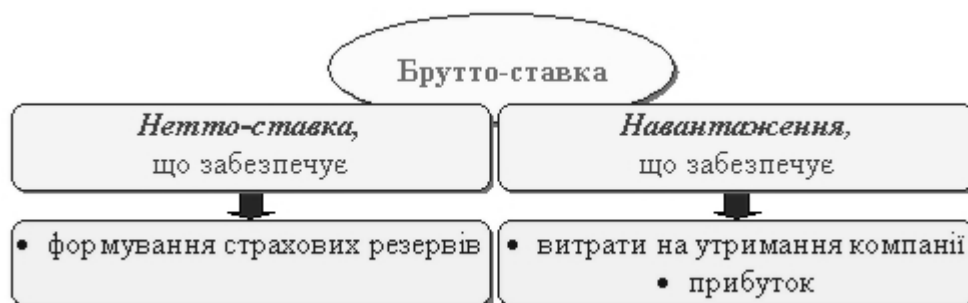 Брутто-ставка
Нетто-ставка,
що забезпечує
Навантаження,
що забезпечує
• формування страхових резервів
• витрати на утримання компанії
• прибуток